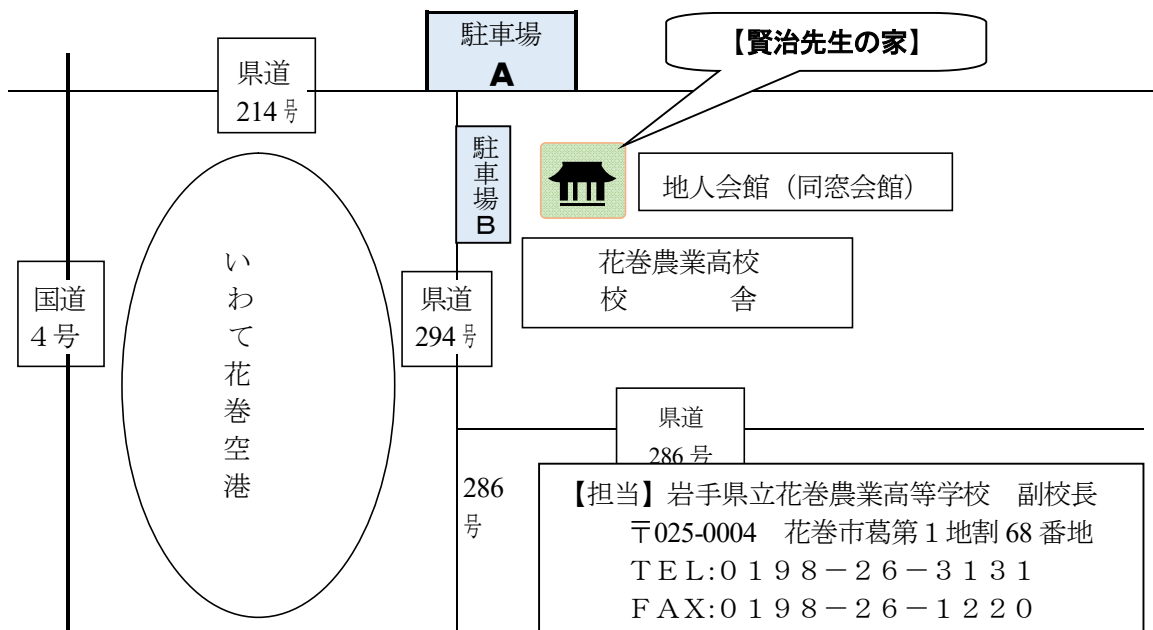 駐車場
A
【賢治先生の家】
県道
214号
駐車場B
地人会館（同窓会館）
花巻農業高校
校　　舎
国道
４号
いわて花巻空港
県道
294号
県道
286号
286
号
【担当】岩手県立花巻農業高等学校　副校長
〒025-0004　花巻市葛第１地割68番地
ＴＥＬ:０１９８－２６－３１３１
ＦＡＸ:０１９８－２６－１２２０